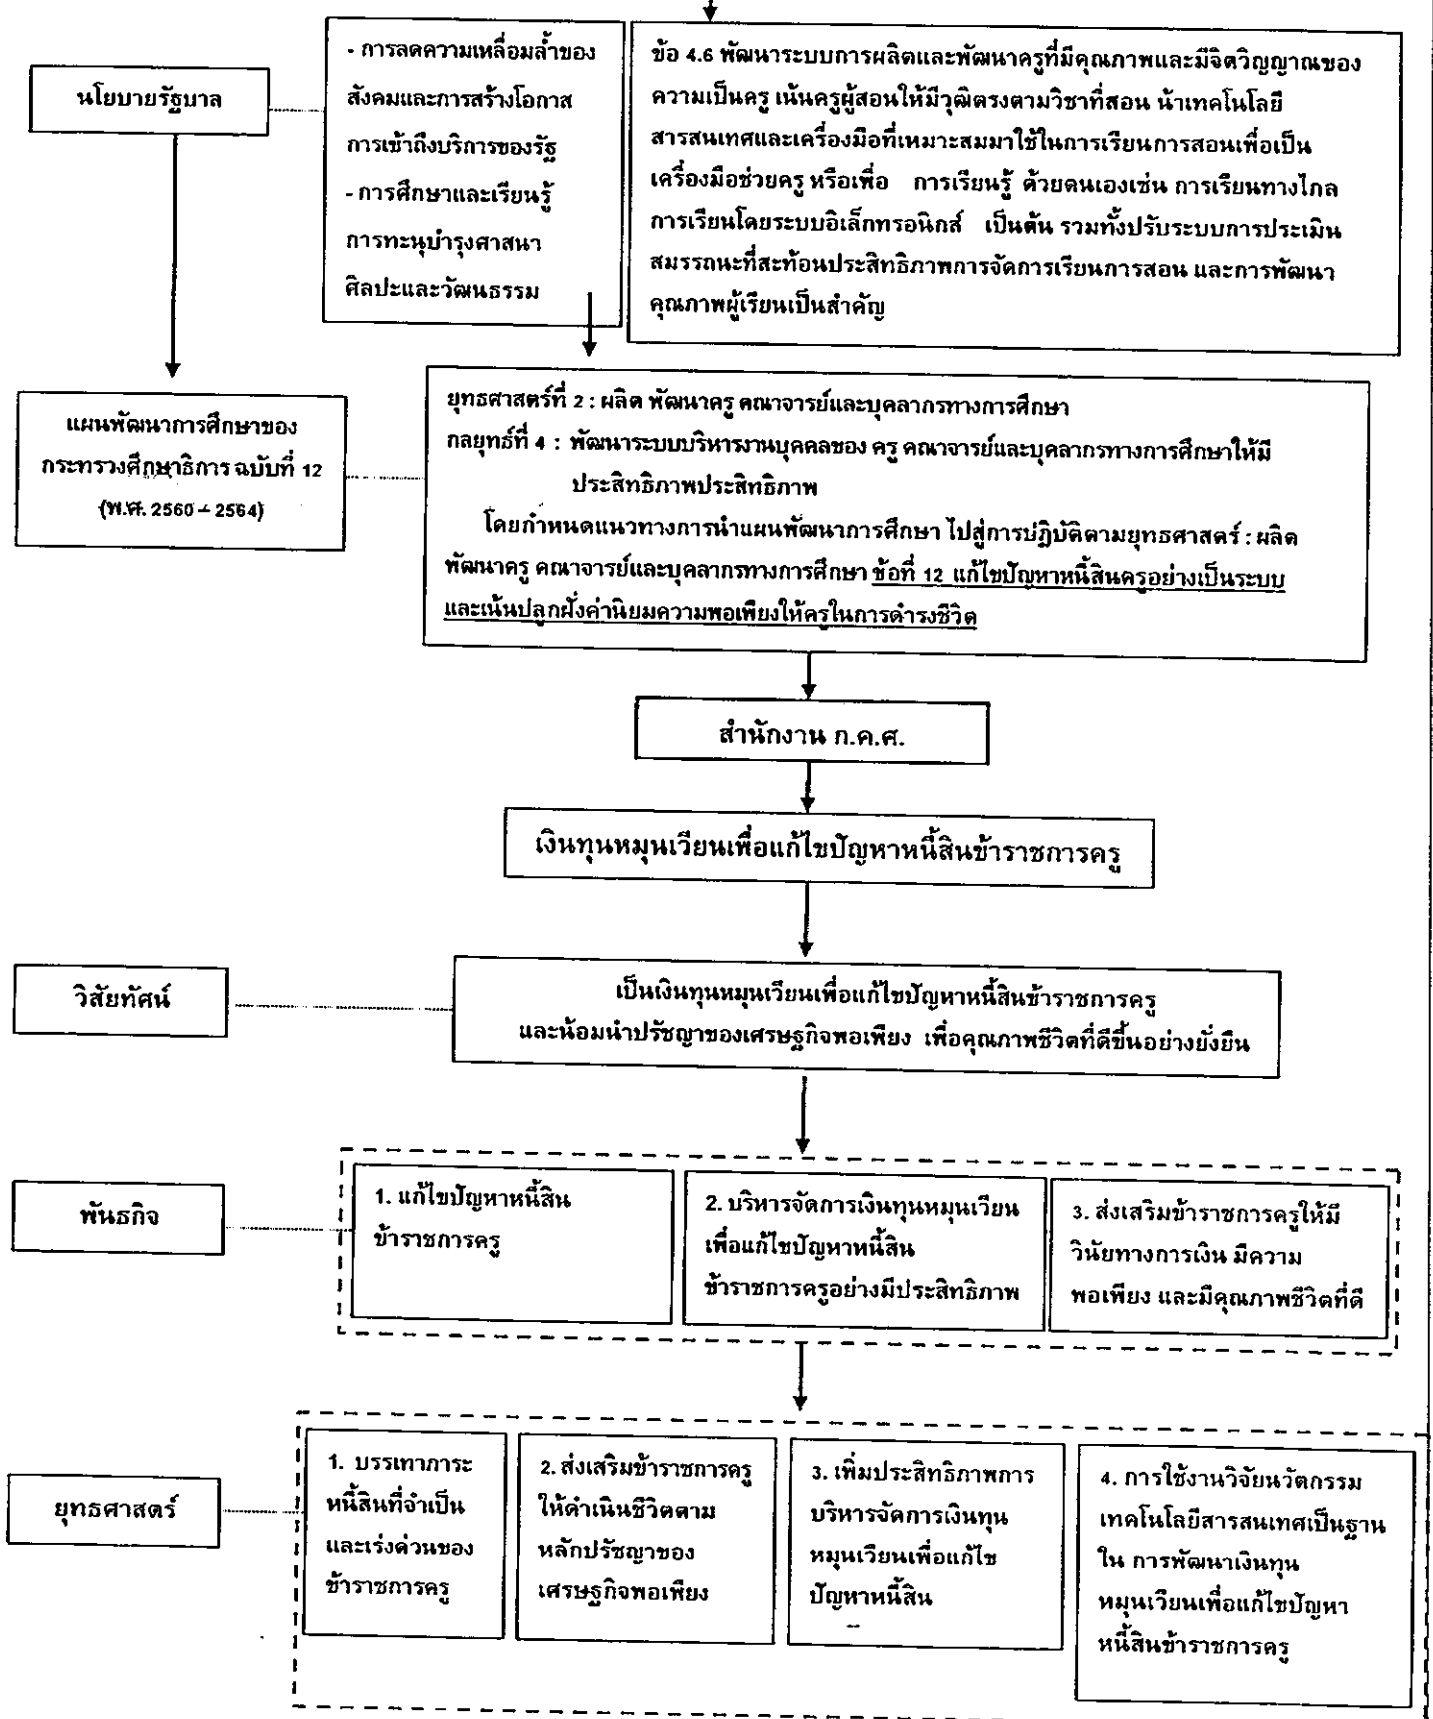 นโยบายรัฐบาล
- การลดความเหลื่อมล้ำของ
สังคมและการสร้างโอกาส
การเข้าถึงบริการของรัฐ
- การศึกษาและเรียนรู้
การทะนุบำรุงศาสนา
ศิลปะและวัฒนธรรม
ข้อ 4.6 พัฒนาระบบการผลิตและพัฒนาครูที่มีคุณภาพและมีจิตวิญญาณของ
ความเป็นครู เน้นครูผู้สอนให้มีวุฒิตรงตามวิชาที่สอน นำเทคโนโลยี
สารสนเทศและเครื่องมือที่เหมาะสมมาใช้ในการเรียนการสอนเพื่อเป็น
เครื่องมือช่วยครู หรือเพื่อ การเรียนรู้ ด้วยตนเองเช่น การเรียนทางไกล
การเรียนโดยระบบอิเล็กทรอนิกส์ เป็นต้น รวมทั้งปรับระบบการประเมิน
สมรรถนะที่สะท้อนประสิทธิภาพการจัดการเรียนการสอน และการพัฒนา
คุณภาพผู้เรียนเป็นสำคัญ
แผนพัฒนาการศึกษาของ
กระทรวงศึกษาธิการ ฉบับที่ 12
(พ.ศ. 2560 – 2564)
ยุทธศาสตร์ที่ 2 : ผลิต พัฒนาครู คณาจารย์และบุคลากรทางการศึกษา
กลยุทธ์ที่ 4 : พัฒนาระบบบริหารงานบุคคลของ ครู คณาจารย์และบุคลากรทางการศึกษาให้มี
ประสิทธิภาพประสิทธิภาพ
โดยกำหนดแนวทางการนำแผนพัฒนาการศึกษา ไปสู่การปฏิบัติตามยุทธศาสตร์ : ผลิต
พัฒนาครู คณาจารย์และบุคลากรทางการศึกษา ข้อที่ 12 แก้ไขปัญหาหนี้สินครูอย่างเป็นระบบ
และเน้นปลูกฝังค่านิยมความพอเพียงให้ครูในการดำรงชีวิต
สำนักงาน ก.ค.ศ.
เงินทุนหมุนเวียนเพื่อแก้ไขปัญหาหนี้สินข้าราชการครู
วิสัยทัศน์
เป็นเงินทุนหมุนเวียนเพื่อแก้ไขปัญหาหนี้สินข้าราชการครู
และน้อมนำปรัชญาของเศรษฐกิจพอเพียง เพื่อคุณภาพชีวิตที่ดีขึ้นอย่างยั่งยืน
พันธกิจ
1. แก้ไขปัญหาหนี้สิน
ข้าราชการครู
2. บริหารจัดการเงินทุนหมุนเวียน
เพื่อแก้ไขปัญหาหนี้สิน
ข้าราชการครูอย่างมีประสิทธิภาพ
3. ส่งเสริมข้าราชการครูให้มี
วินัยทางการเงิน มีความ
พอเพียง และมีคุณภาพชีวิตที่ดี
ยุทธศาสตร์
1. บรรเทาภาระ
หนี้สินที่จำเป็น
และเร่งด่วนของ
ข้าราชการครู
2. ส่งเสริมข้าราชการครู
ให้ดำเนินชีวิตตาม
หลักปรัชญาของ
เศรษฐกิจพอเพียง
3. เพิ่มประสิทธิภาพการ
บริหารจัดการเงินทุน
หมุนเวียนเพื่อแก้ไข
ปัญหาหนี้สิน
4. การใช้งานวิจัยนวัตกรรม
เทคโนโลยีสารสนเทศเป็นฐาน
ใน การพัฒนาเงินทุน
หมุนเวียนเพื่อแก้ไขปัญหา
หนี้สินข้าราชการครู